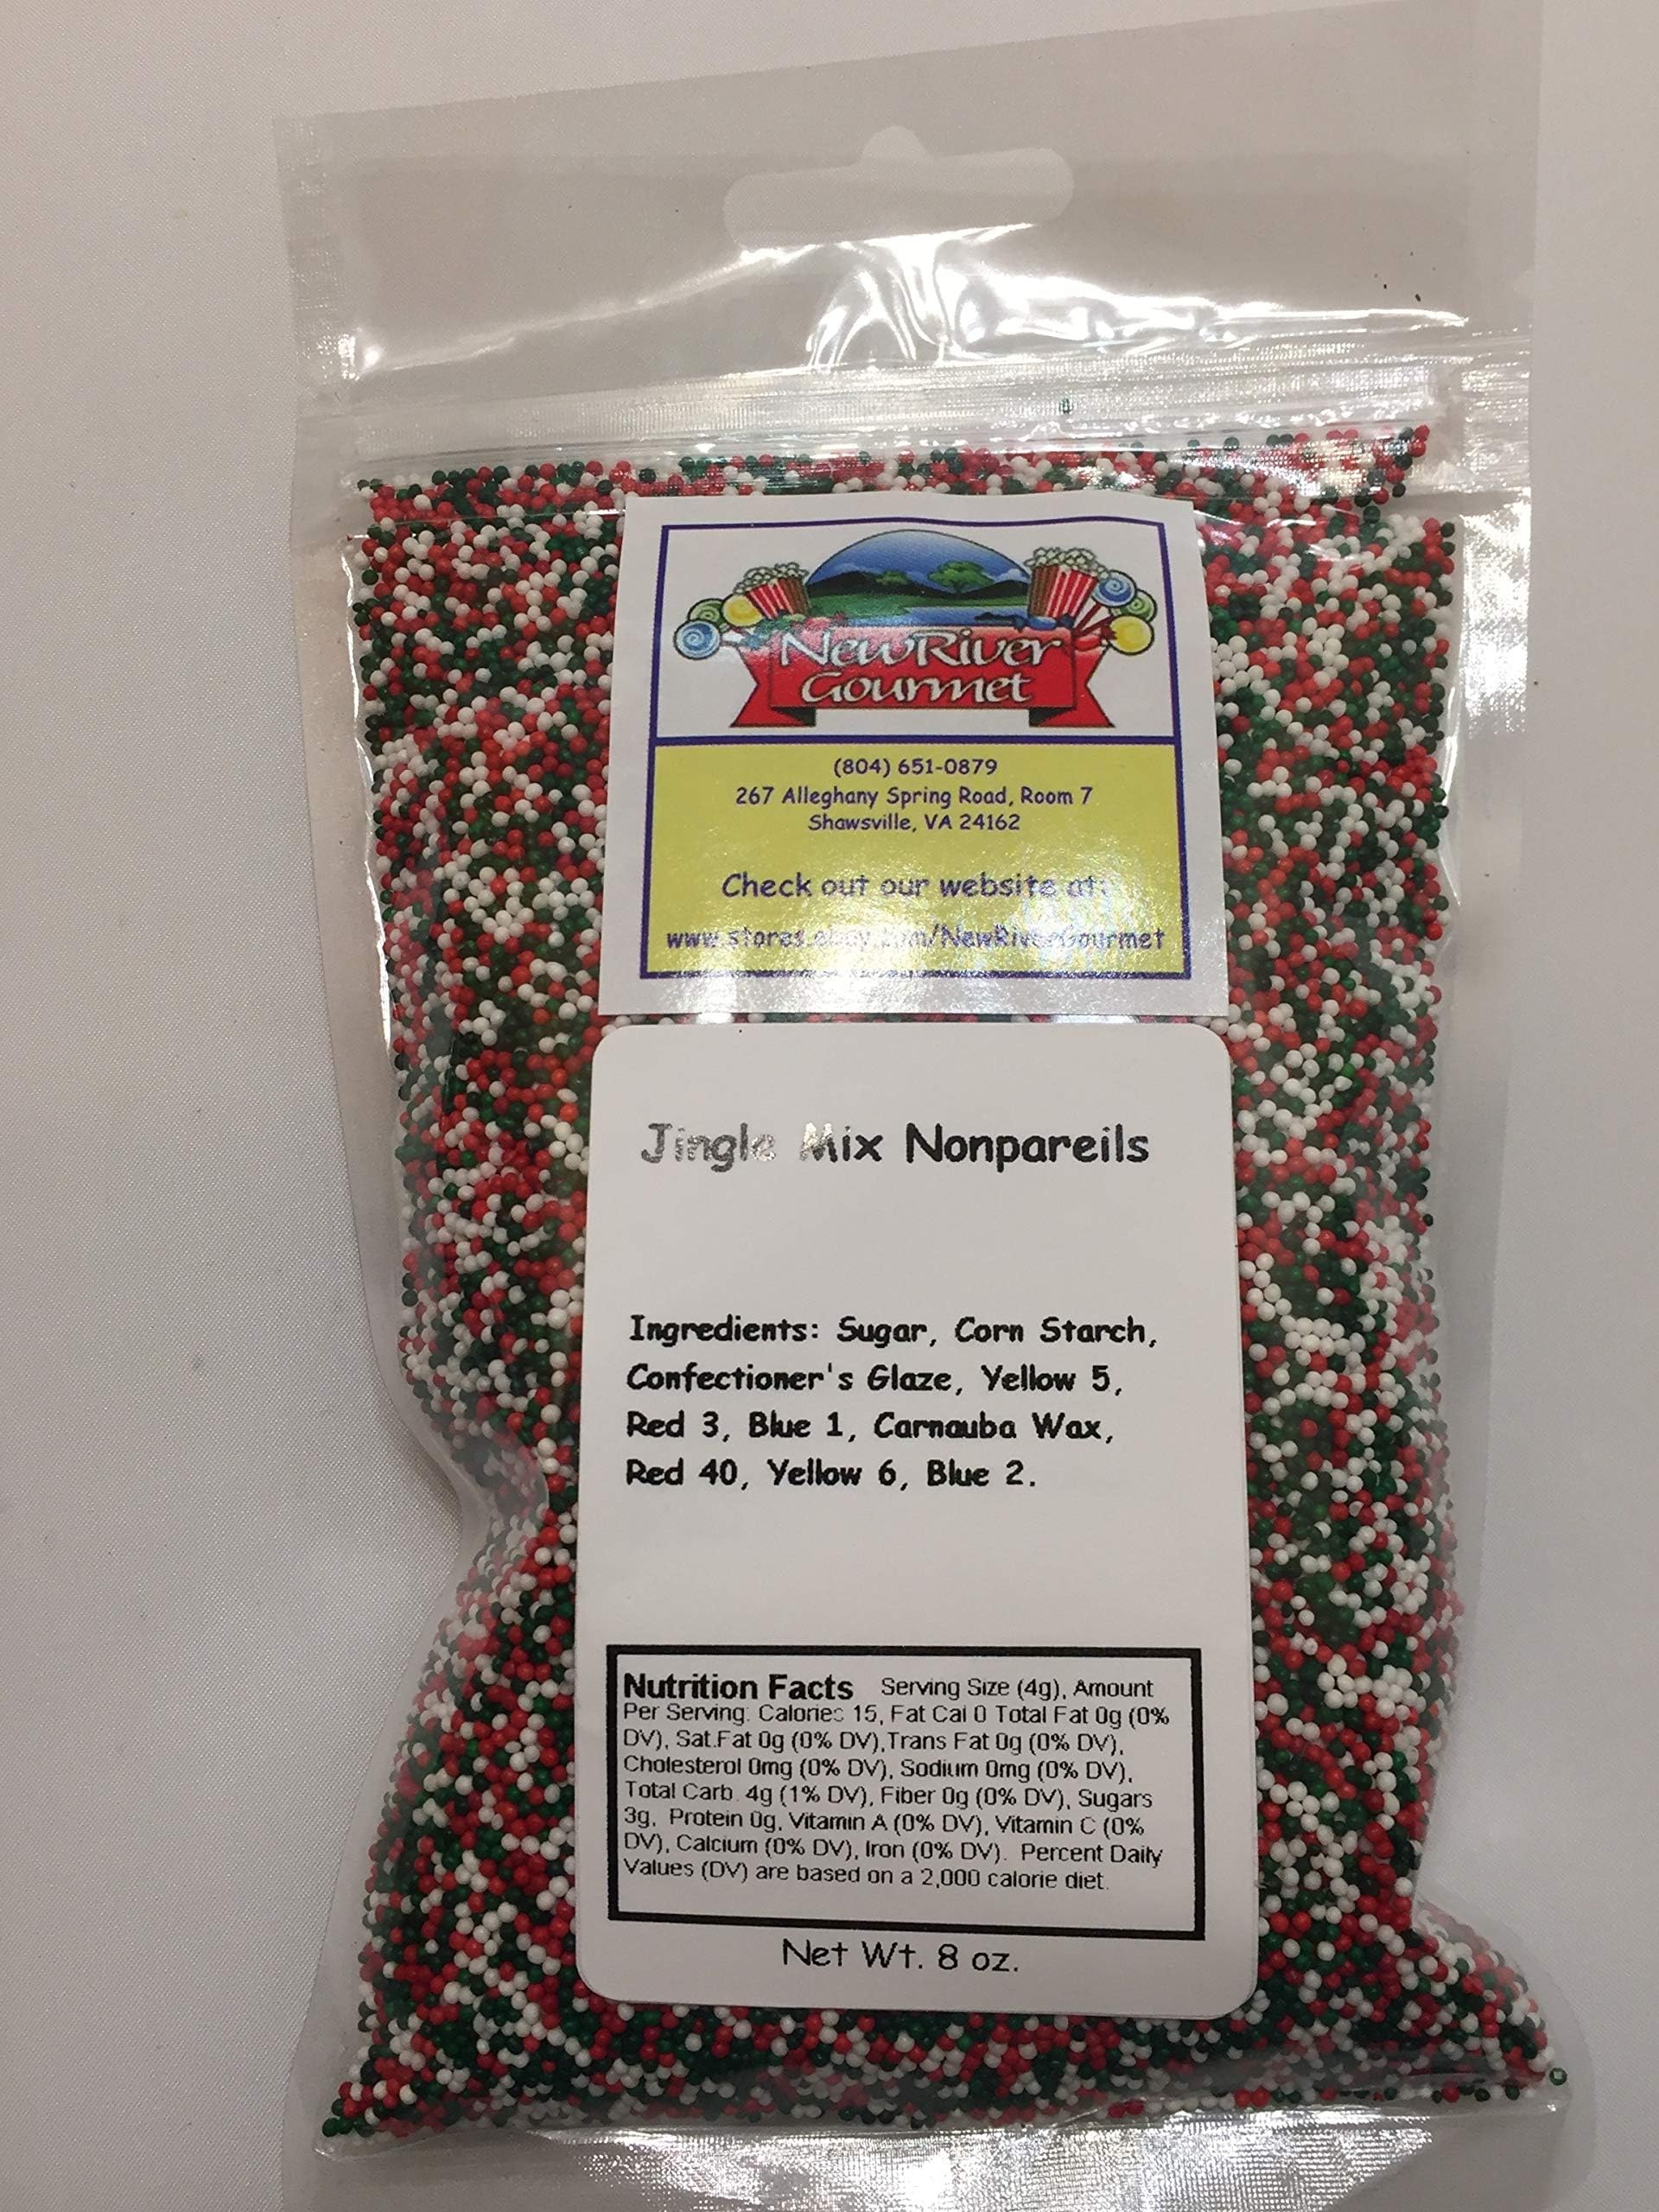 NewRiver
Gourmet
(804) 651-0879
267 Alleghany Spring Road, Room 7
Shawsville, VA 24162
Check out our website at:
www.stores.ebay.com/NewRiverGourmet
Jingle Mix Nonpareils
Ingredients: Sugar, Corn Starch,
Confectioner's Glaze, Yellow 5,
Red 3, Blue 1, Carnauba Wax,
Red 40, Yellow 6, Blue 2.
Nutrition Facts Serving Size (4g), Amount
Per Serving: Calories 15, Fat Cal 0 Total Fat 0g (0%
DV), Sat.Fat 0g (0% DV),Trans Fat 0g (0% DV),
Cholesterol 0mg (0% DV), Sodium 0mg (0% DV),
Total Carb. 4g (1% DV), Fiber 0g (0% DV), Sugars
3g, Protein 0g, Vitamin A (0% DV), Vitamin C (0%
DV), Calcium (0% DV), Iron (0% DV). Percent Daily
Values (DV) are based on a 2,000 calorie diet.
Net Wt. 8 oz.